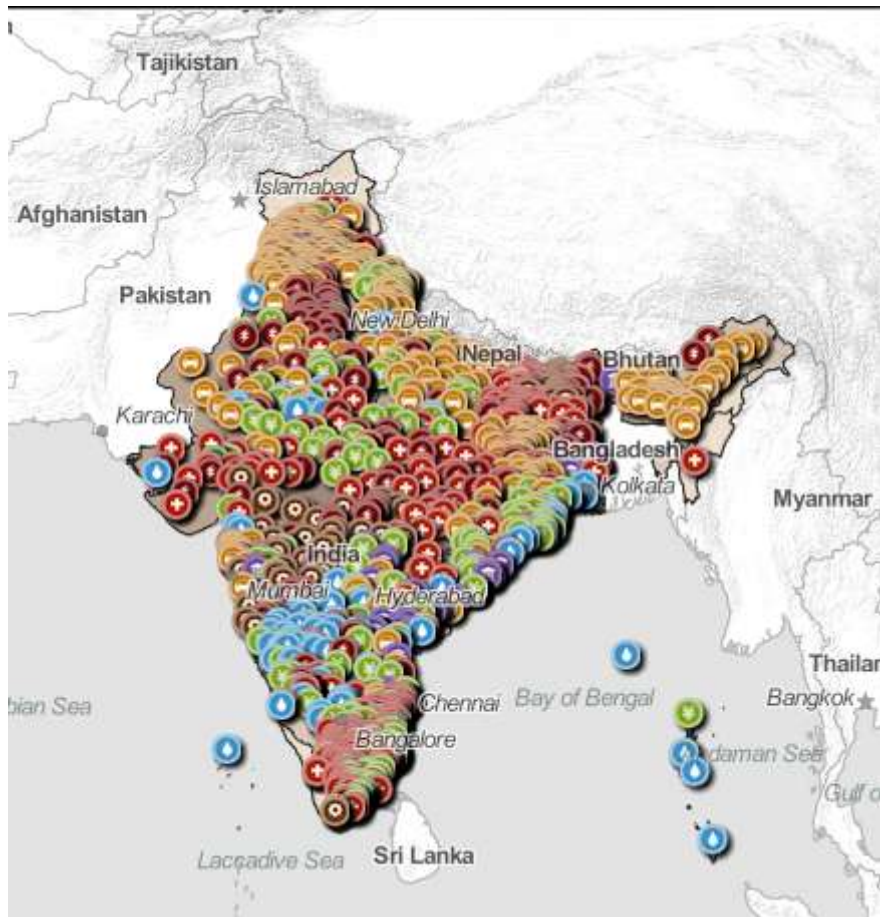 Tajikistan
Islamabad
Afghanistan
Pakistan
New Delhi
Nepal
Bhutan
Karachi
Bangladesh
Kolkata
Myanmar
India
Mumbai
Hyderabad
Thailan
bian Sea
Chennai
Bay of Bengal
Bangkok
Bangalore
daman Sea
Gulf o
Laccadive Sea
Sri Lanka